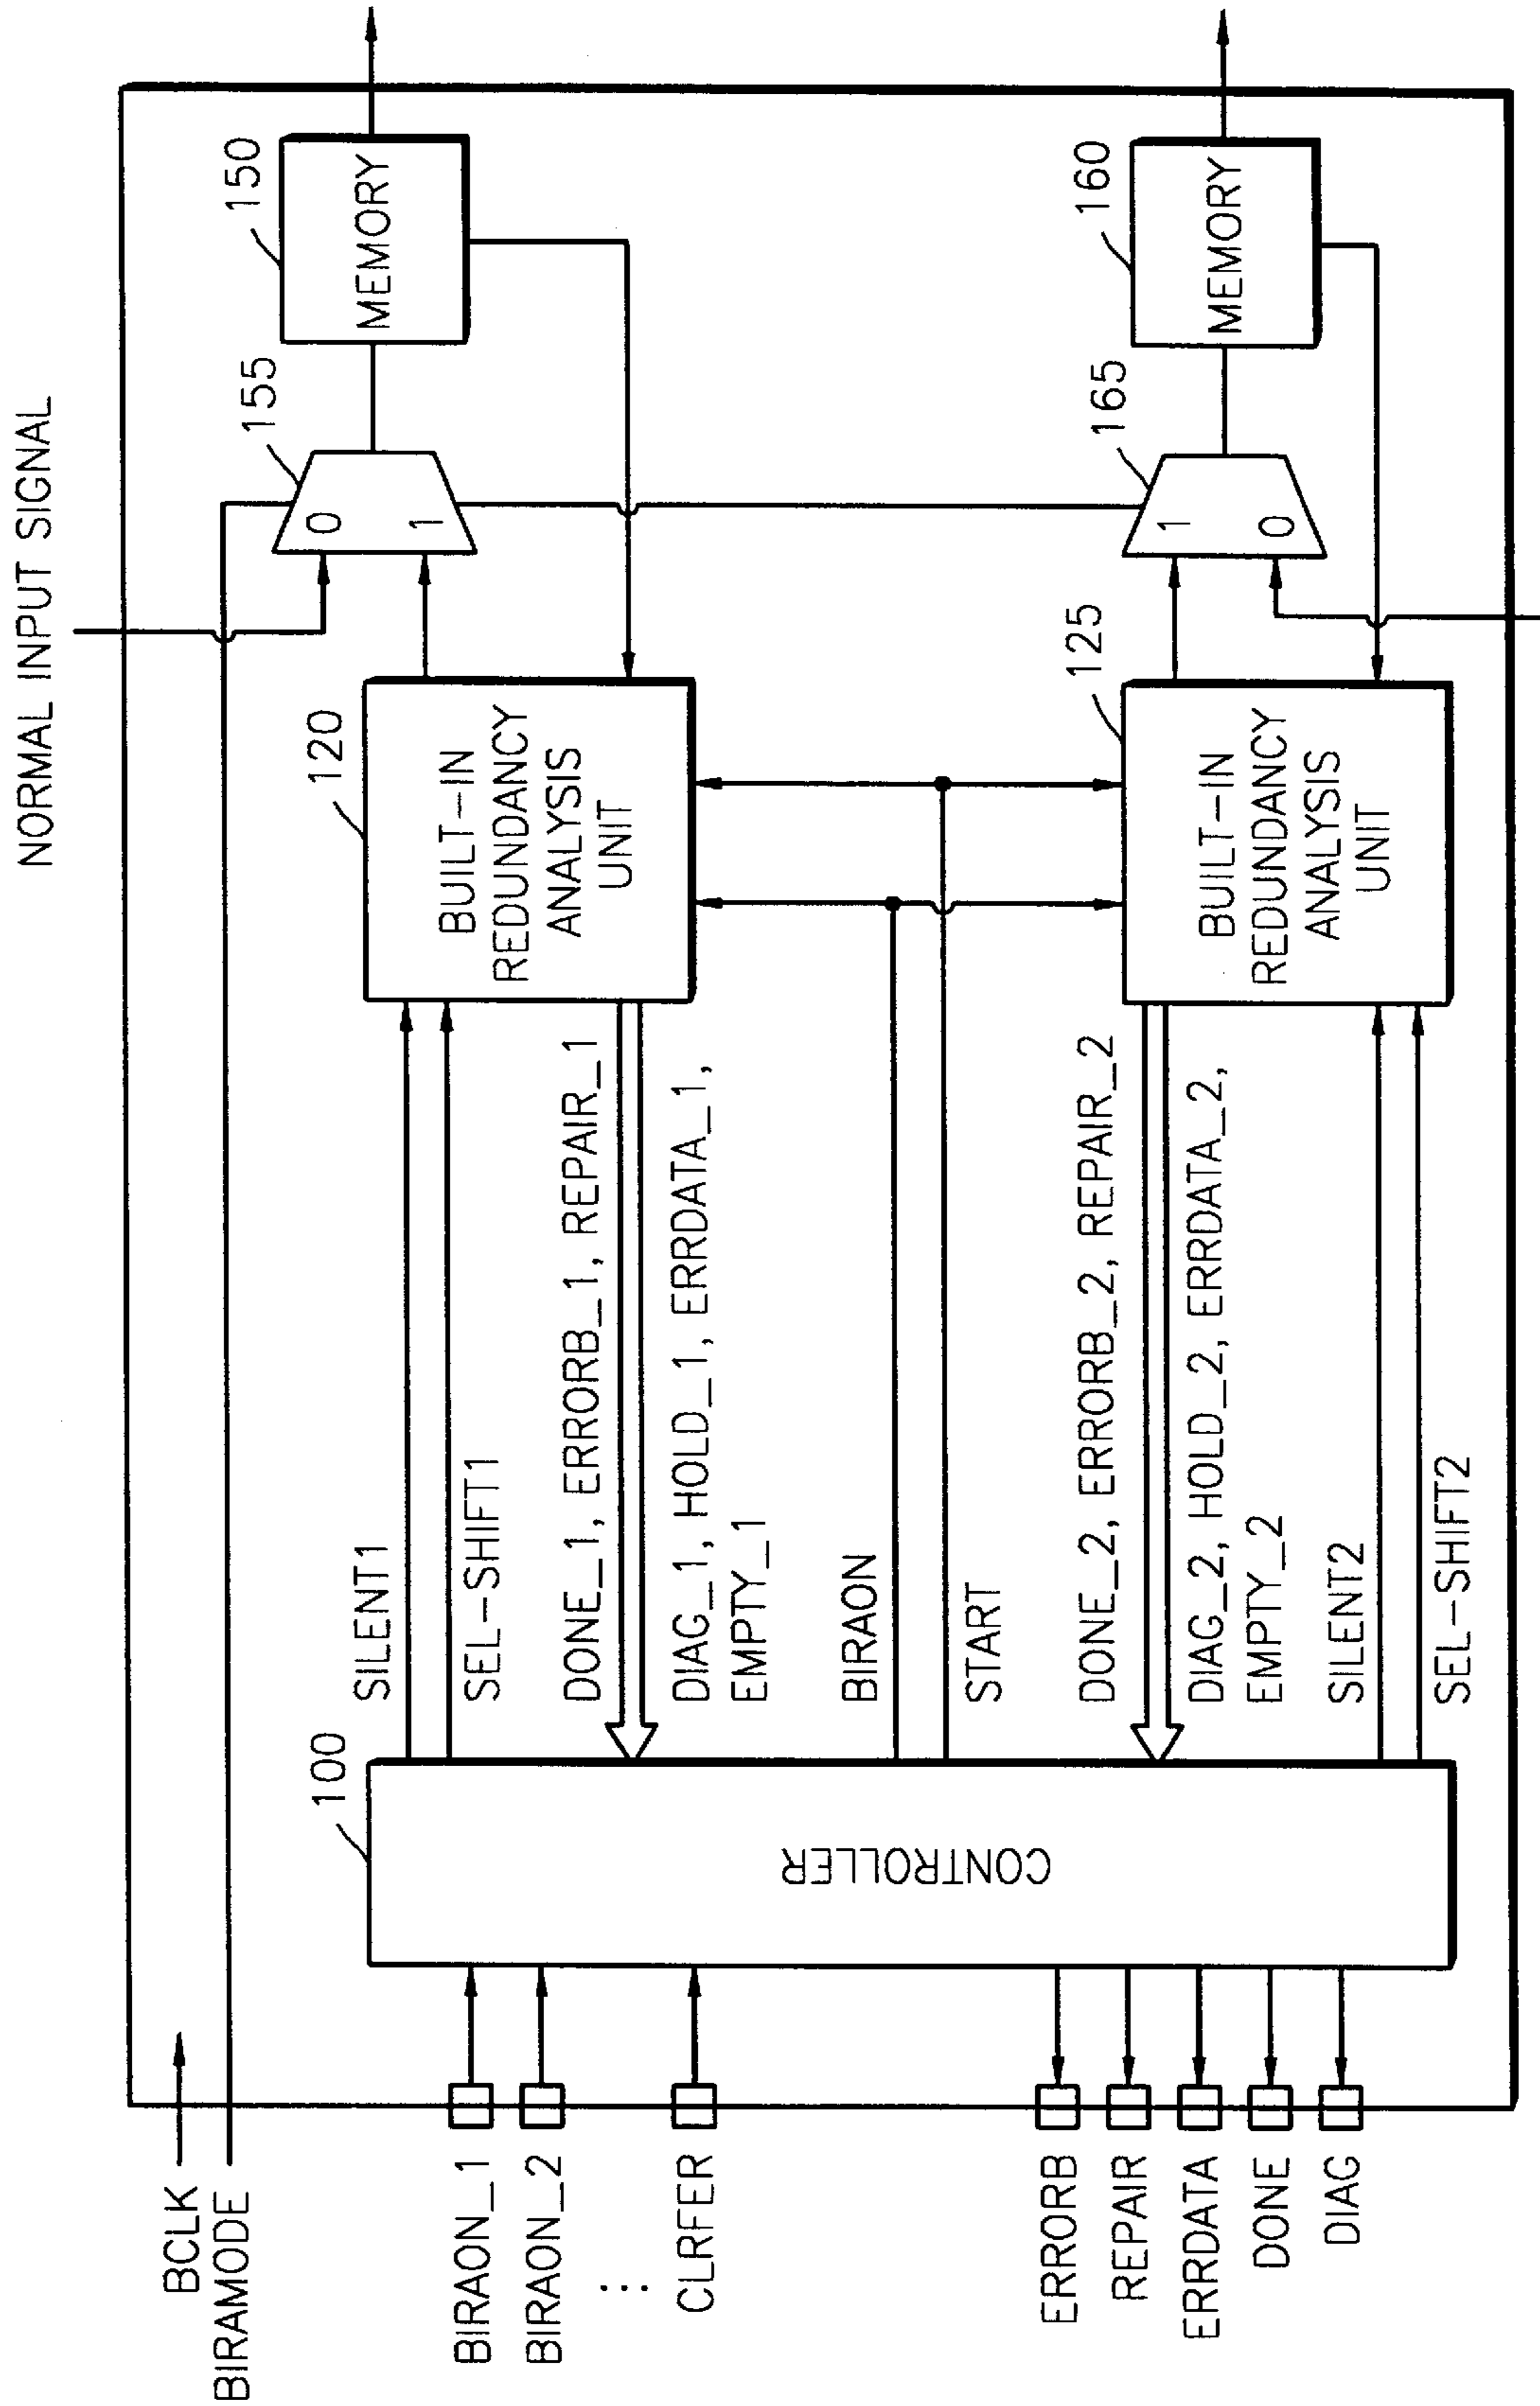 NORMAL INPUT SIGNAL
BCLK
BIRAMODE
BIRAON_1
BIRAON_2
⋮
CLRFER
ERRORB
REPAIR
ERRDATA
DONE
DIAG
100
CONTROLLER
SILENT1
SEL-SHIFT1
DONE_1, ERRORB_1, REPAIR_1
DIAG_1, HOLD_1, ERRDATA_1,
EMPTY_1
BIRAON
START
DONE_2, ERRORB_2, REPAIR_2
DIAG_2, HOLD_2, ERRDATA_2,
EMPTY_2
SILENT2
SEL-SHIFT2
120
BUILT-IN
REDUNDANCY
ANALYSIS
UNIT
125
BUILT-IN
REDUNDANCY
ANALYSIS
UNIT
155
0
1
165
1
0
150
MEMORY
160
MEMORY